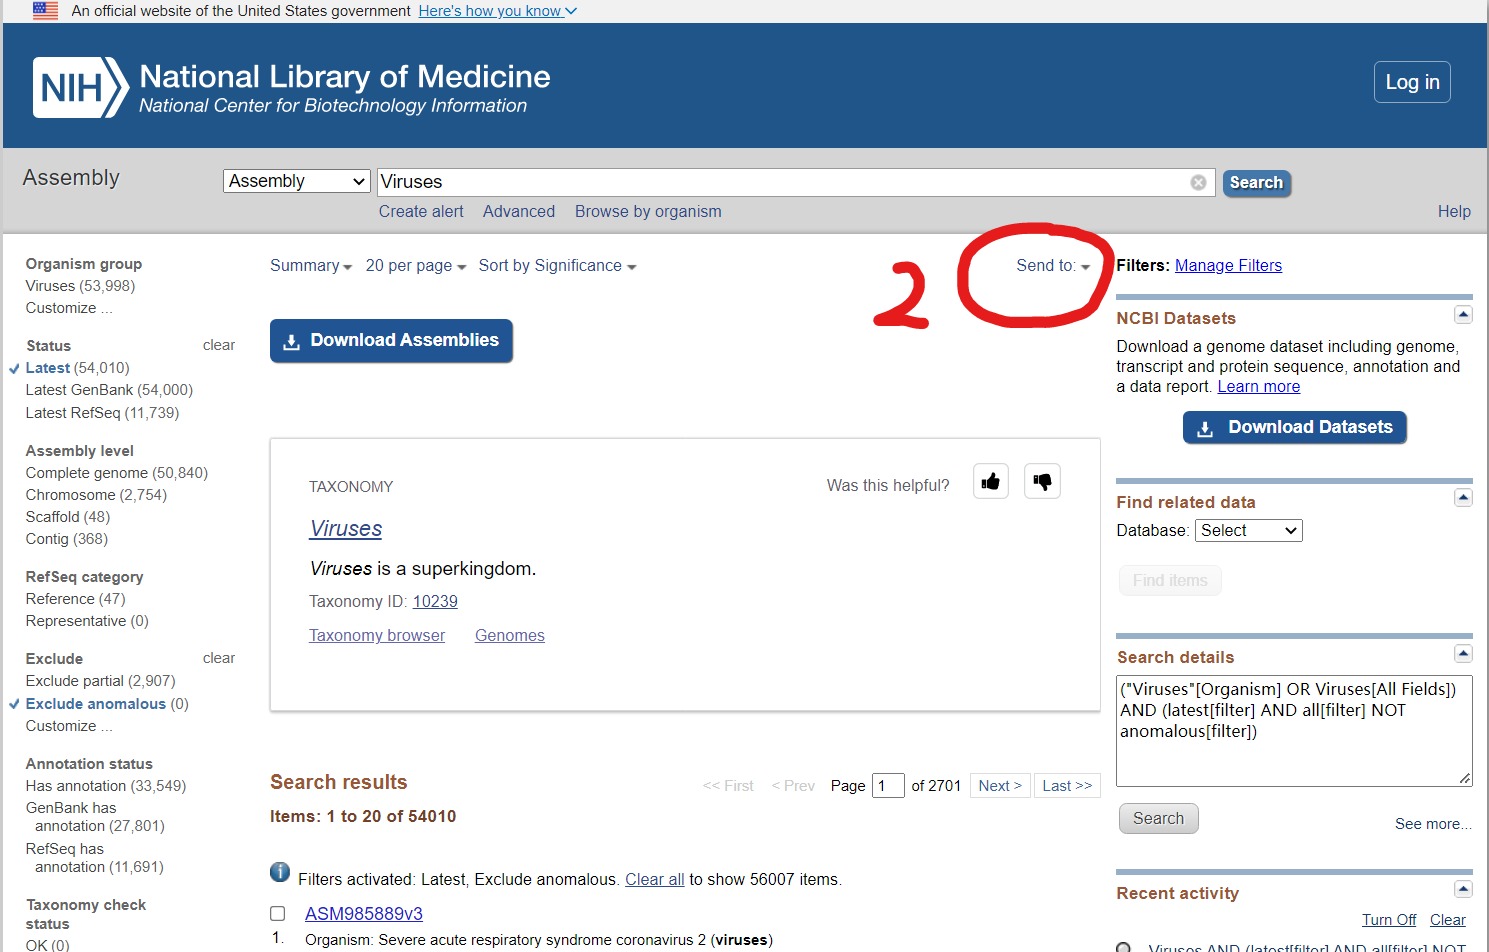 An official website of the United States government Here's how you know
NIH National Library of Medicine
National Center for Biotechnology Information
Log in
Assembly Assembly Viruses Search
Create alert Advanced Browse by organism Help
Organism group
Viruses (53,998)
Customize ...
Status clear
Latest (54,010)
Latest GenBank (54,000)
Latest RefSeq (11,739)
Assembly level
Complete genome (50,840)
Chromosome (2,754)
Scaffold (48)
Contig (368)
RefSeq category
Reference (47)
Representative (0)
Exclude clear
Exclude partial (2,907)
Exclude anomalous (0)
Customize ...
Annotation status
Has annotation (33,549)
GenBank has
annotation (27,801)
RefSeq has
annotation (11,691)
Taxonomy check
status
OK (0)
Summary 20 per page Sort by Significance Send to:
2
Download Assemblies
TAXONOMY Was this helpful?
Viruses
Viruses is a superkingdom.
Taxonomy ID: 10239
Taxonomy browser Genomes
Search results
<< First < Prev Page 1 of 2701 Next > Last >>
Items: 1 to 20 of 54010
Filters activated: Latest, Exclude anomalous. Clear all to show 56007 items.
ASM985889v3
1. Organism: Severe acute respiratory syndrome coronavirus 2 (viruses)
Filters: Manage Filters
NCBI Datasets
Download a genome dataset including genome,
transcript and protein sequence, annotation and
a data report. Learn more
Download Datasets
Find related data
Database: Select
Find items
Search details
("Viruses"[Organism] OR Viruses[All Fields])
AND (latest[filter] AND all[filter] NOT
anomalous[filter])
Search
See more...
Recent activity
Turn Off Clear
Viruses AND (latest[filter] AND all[filter] NOT